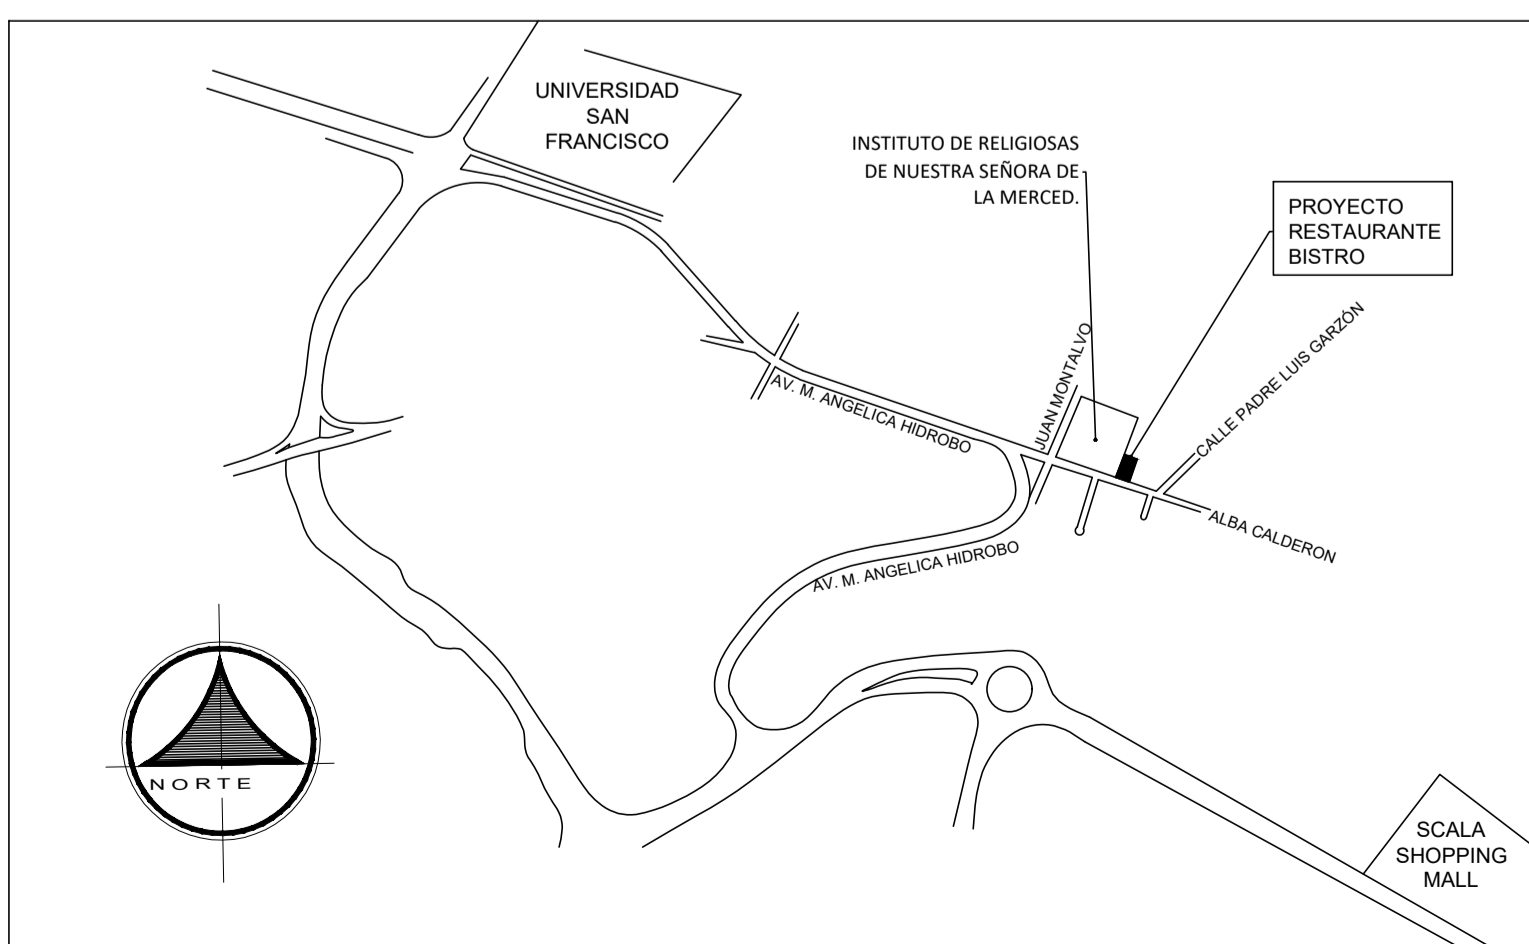 UNIVERSIDAD
SAN
FRANCISCO
INSTITUTO DE RELIGIOSAS
DE NUESTRA SEÑORA DE
LA MERCED.
PROYECTO
RESTAURANTE
BISTRO
JUAN MONTALVO
CALLE PADRE LUIS GARZÓN
AV. M. ANGELICA HIDROBO
ALBA CALDERON
AV. M. ANGELICA HIDROBO
NORTE
SCALA
SHOPPING
MALL